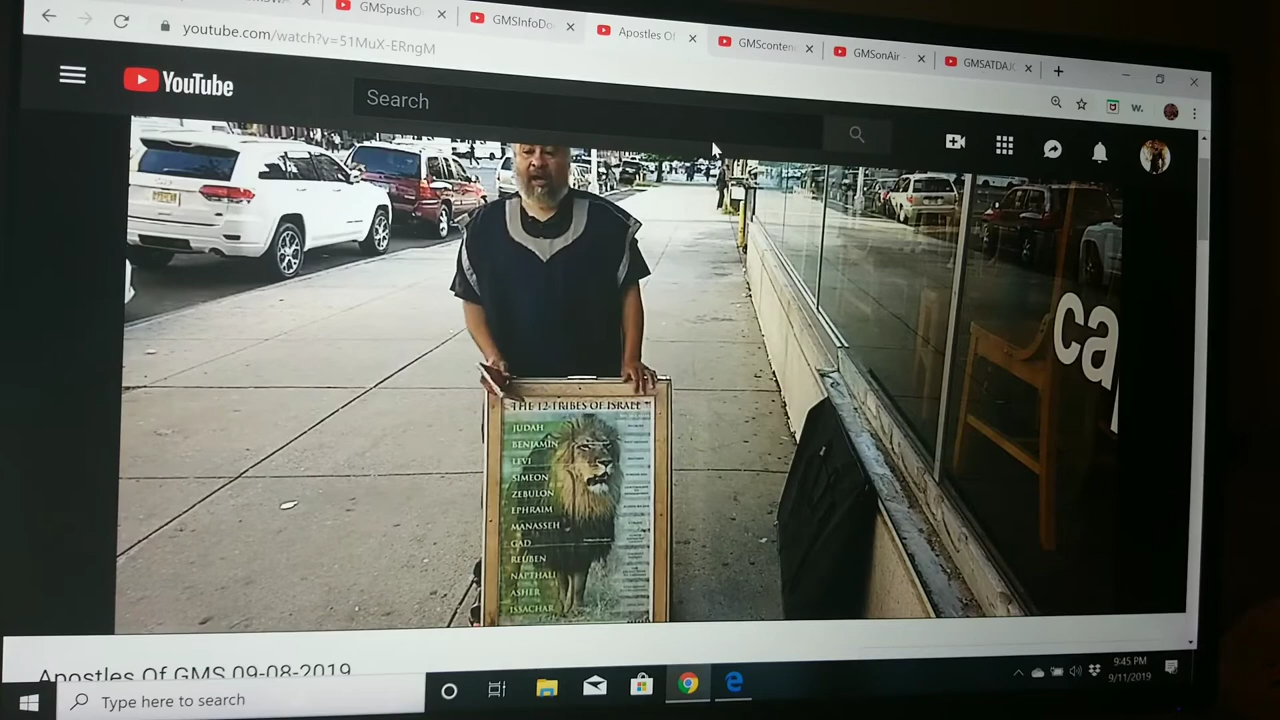 GMSpushO
GMSInfoDo
Apostles Of
GMSconten
GMSonAir -
GMSATDAJC
youtube.com/watch?v=51MuX-ERngM
YouTube
Search
w.
ca
THE 12 TRIBES OF ISRAEL
JUDAH
BENJAMIN
LEVI
SIMEON
ZEBULON
EPHRAIM
MANASSEH
GAD
REUBEN
NAPTHALI
ASHER
ISSACHAR
Apostles Of GMS 09-08-2019
Type here to search
9:45 PM
9/11/2019